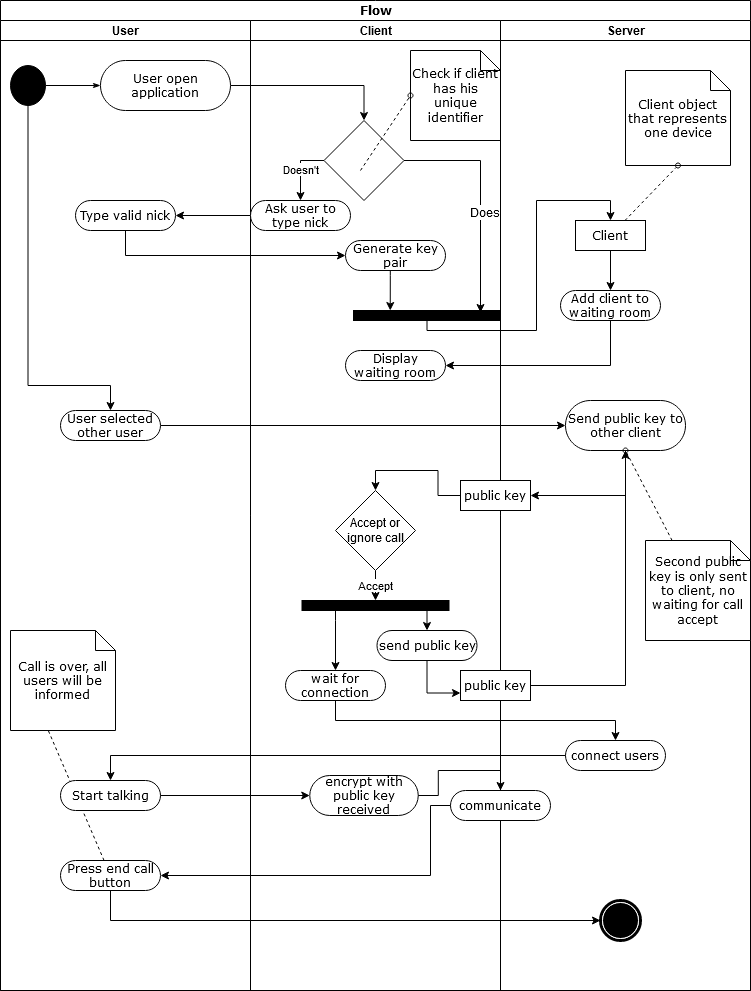 Flow
User
Client
Server
User open
application
Check if client
has his
unique
identifier
Client object
that represents
one device
Doesn't
Does
Type valid nick
Ask user to
type nick
Client
Generate key
pair
Add client to
waiting room
Display
waiting room
User selected
other user
Send public key to
other client
public key
Accept or
ignore call
Second public
key is only sent
to client, no
waiting for call
accept
Accept
send public key
Call is over, all
users will be
informed
wait for
connection
public key
connect users
Start talking
encrypt with
public key
received
communicate
Press end call
button